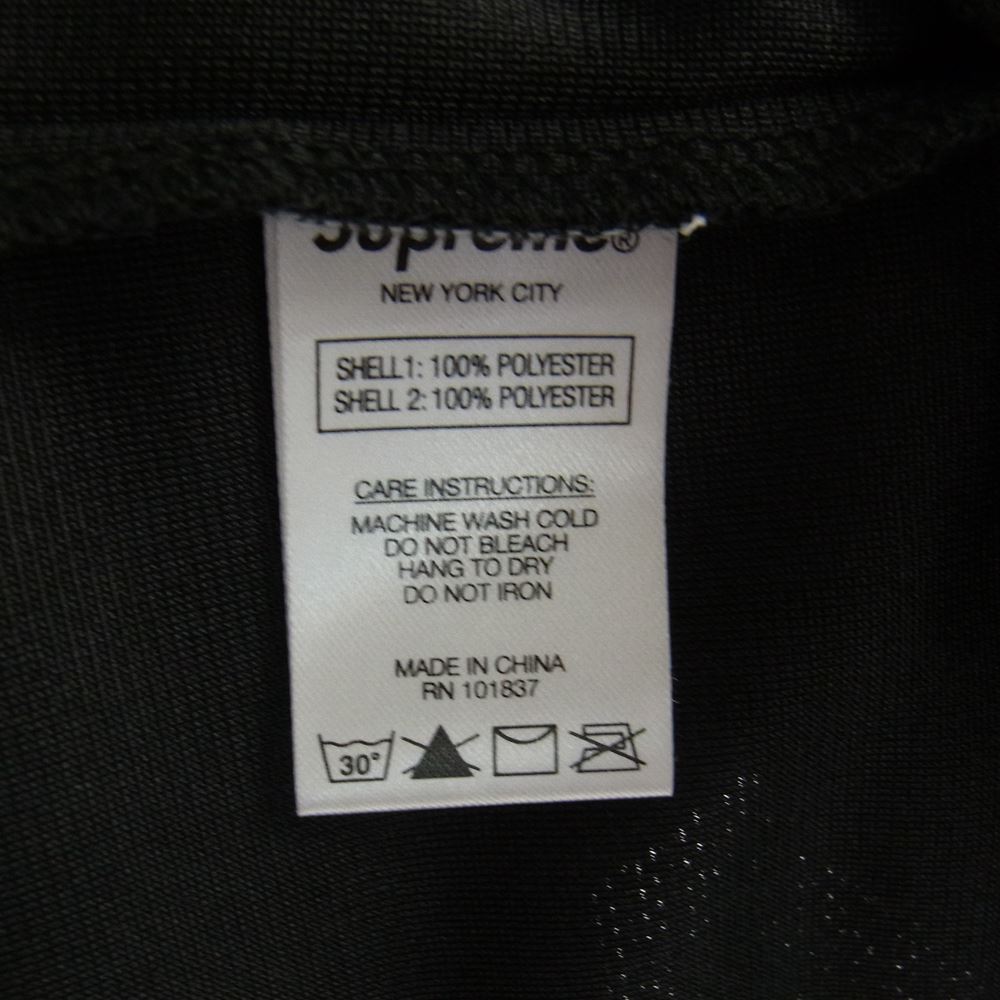 Supreme®
NEW YORK CITY
SHELL1: 100% POLYESTER
SHELL 2: 100% POLYESTER
CARE INSTRUCTIONS:
MACHINE WASH COLD
DO NOT BLEACH
HANG TO DRY
DO NOT IRON
MADE IN CHINA
RN 101837
30°